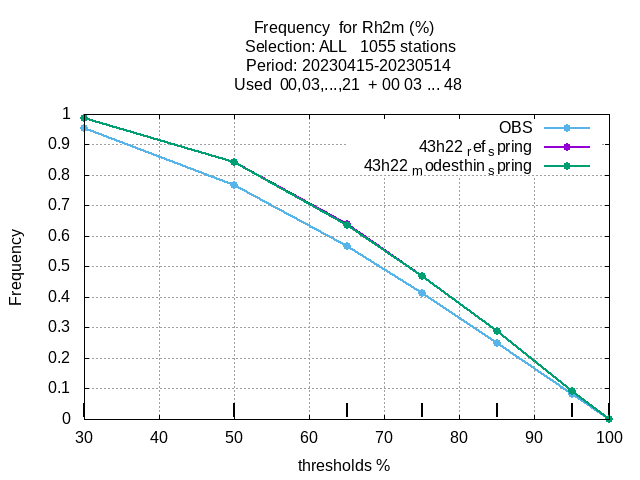 Frequency  for Rh2m (%)
Selection: ALL   1055 stations
Period: 20230415-20230514
Used  00,03,...,21  + 00 03 ... 48
OBS
43h22 ref spring
43h22 modesthin spring
1
0.9
0.8
0.7
0.6
0.5
0.4
0.3
0.2
0.1
0
Frequency
30 40 50 60 70 80 90 100
thresholds %